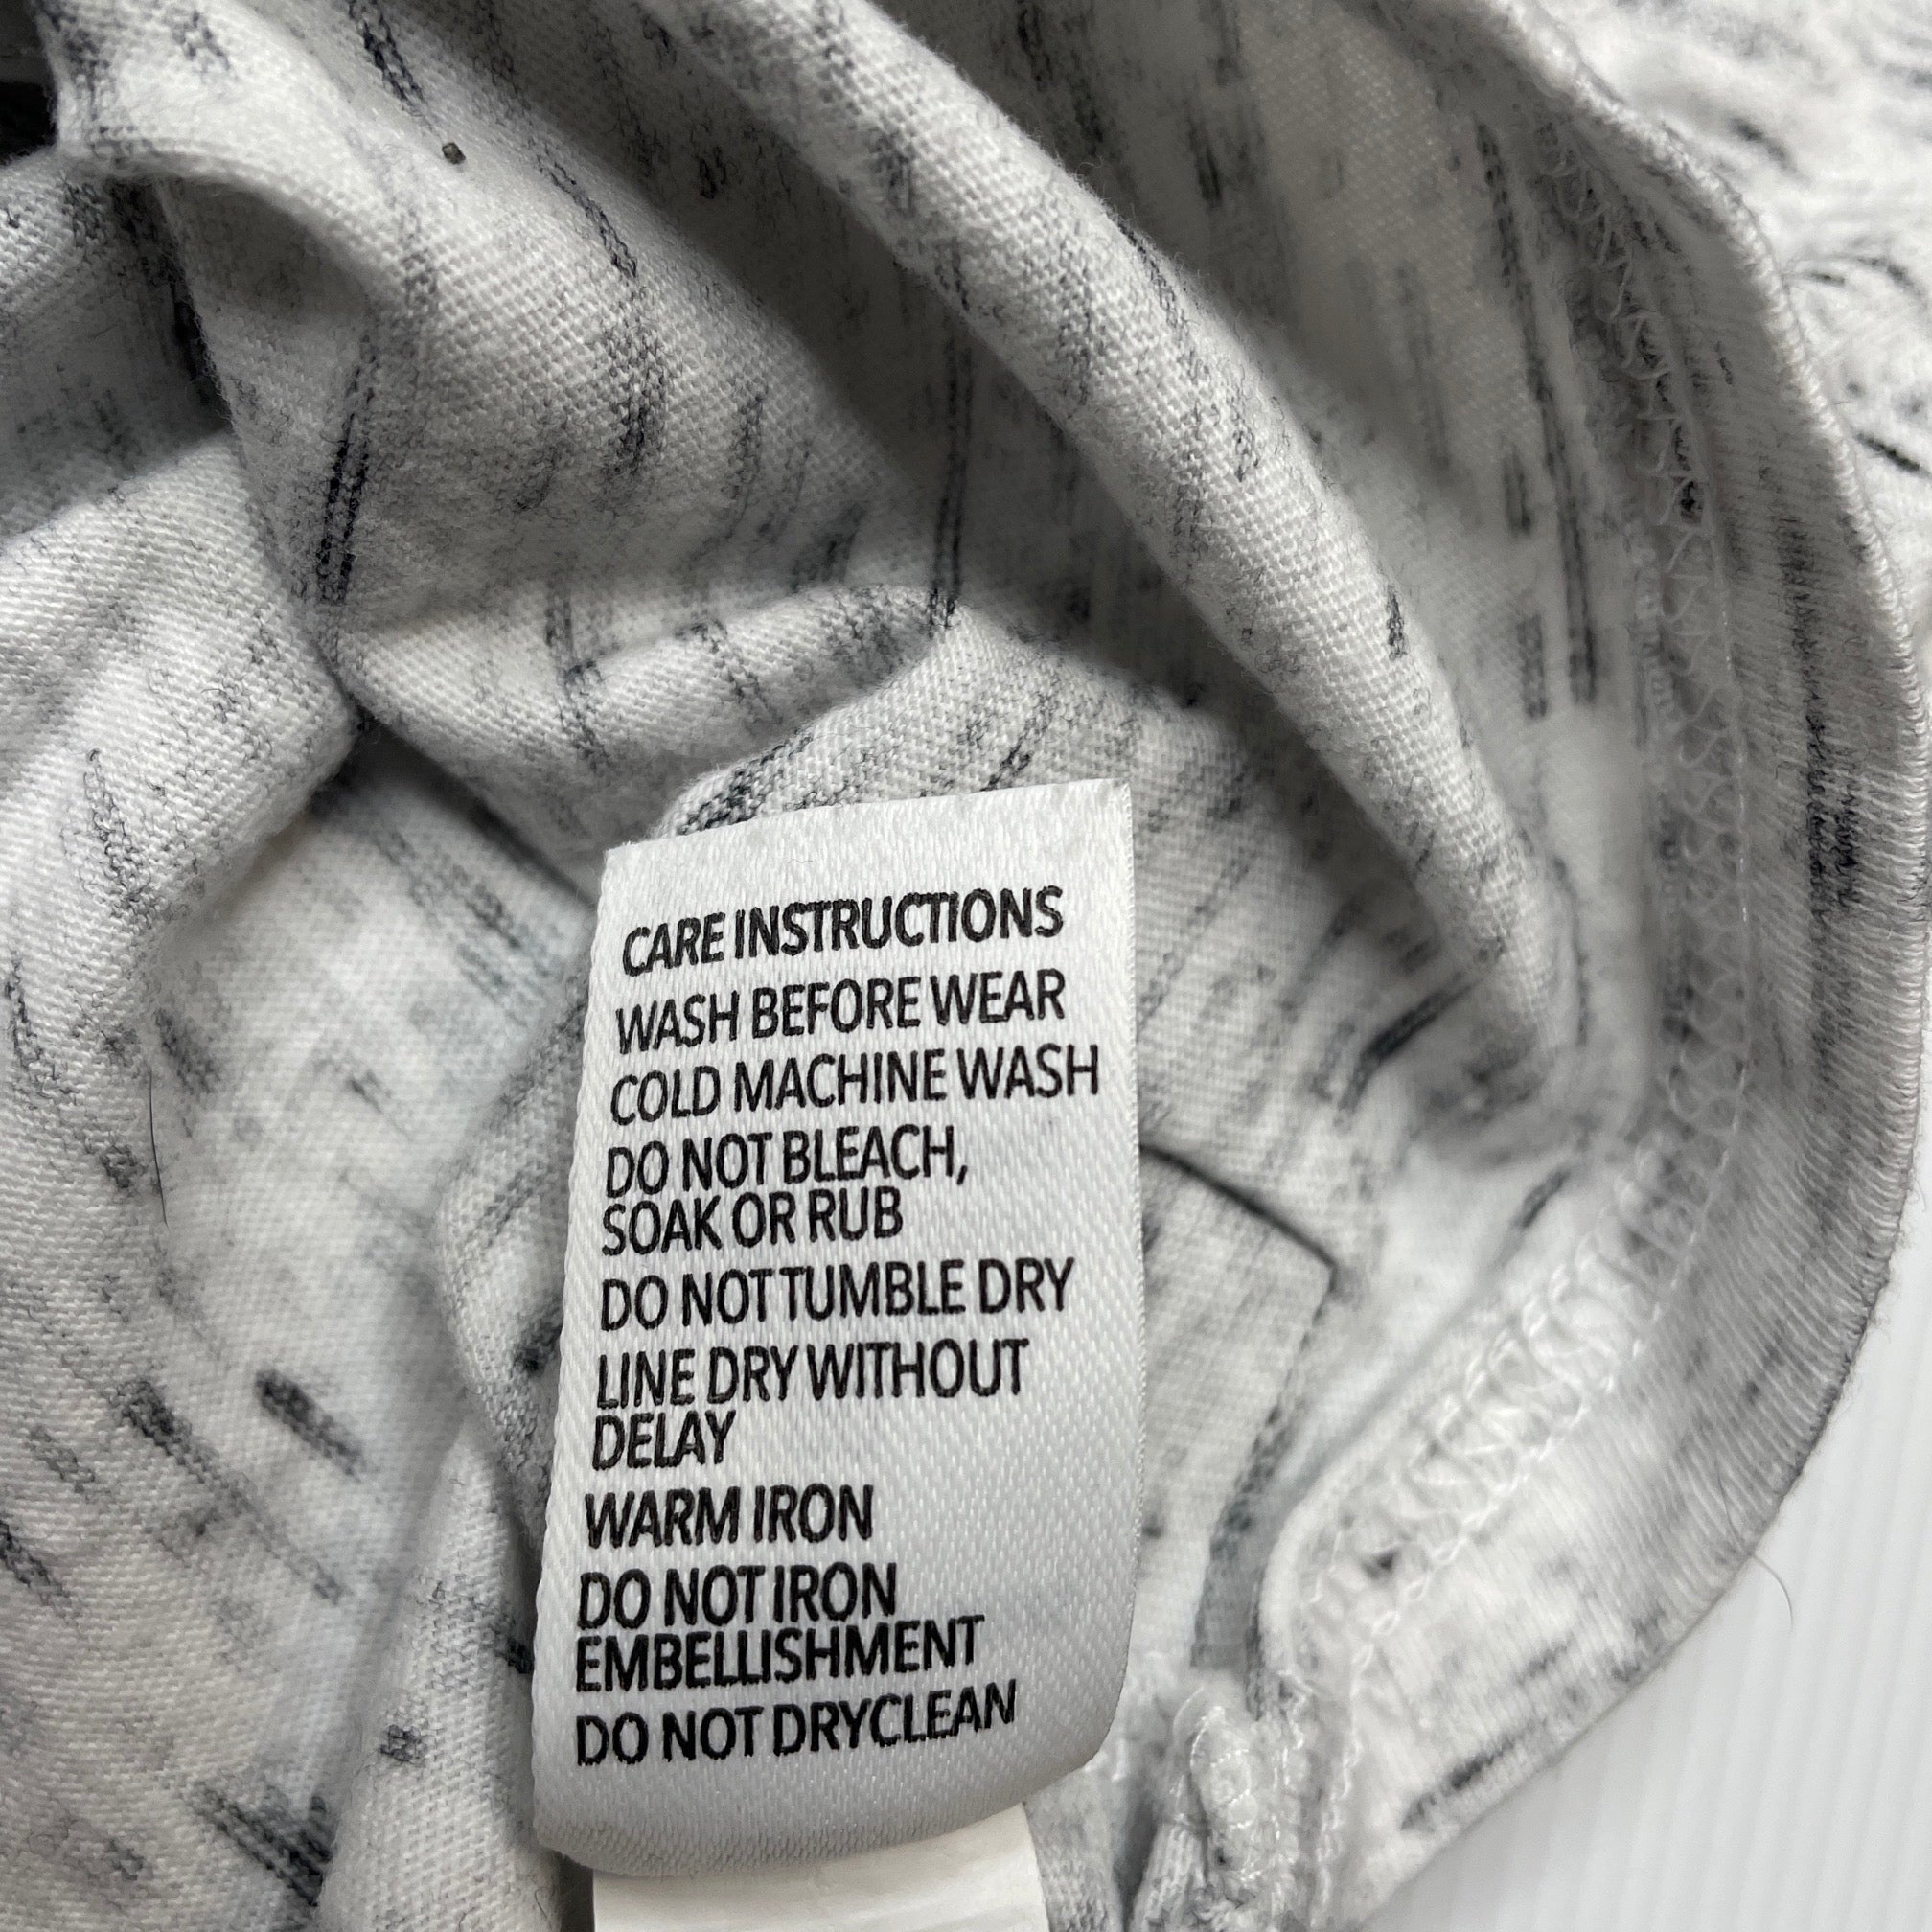 CARE INSTRUCTIONS
WASH BEFORE WEAR
COLD MACHINE WASH
DO NOT BLEACH,
SOAK OR RUB
DO NOT TUMBLE DRY
LINE DRY WITHOUT
DELAY
WARM IRON
DO NOT IRON
EMBELLISHMENT
DO NOT DRYCLEAN